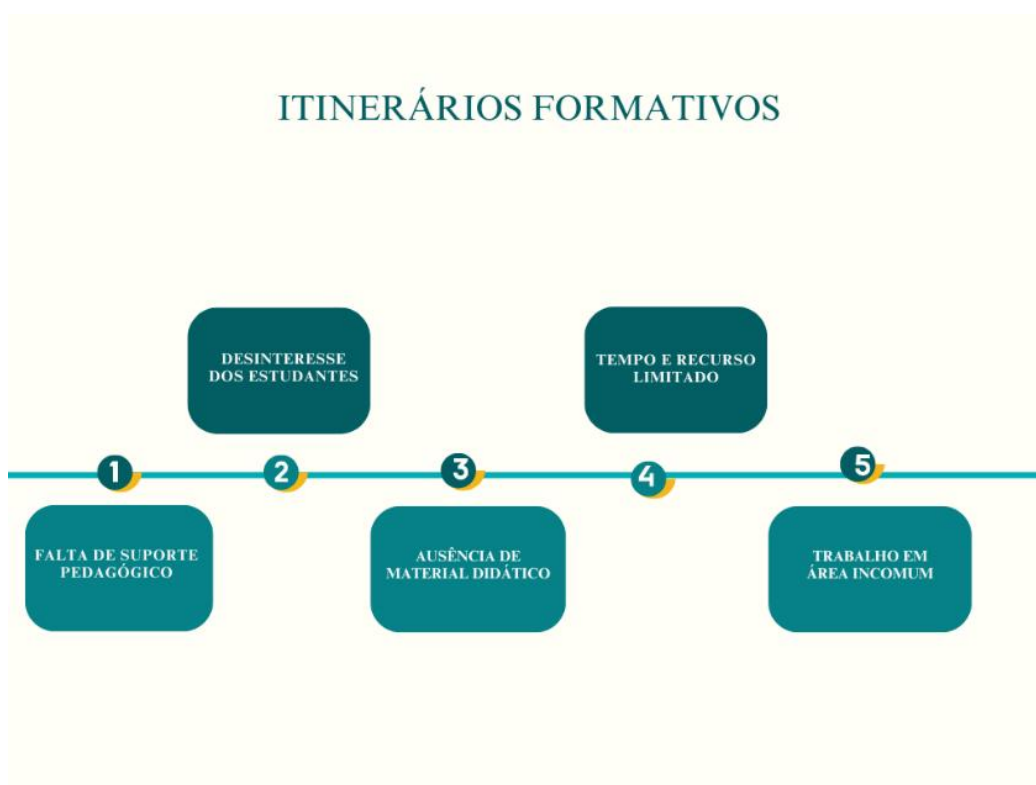 ITINERÁRIOS FORMATIVOS
1
FALTA DE SUPORTE
PEDAGÓGICO
2
DESINTERESSE
DOS ESTUDANTES
3
AUSÊNCIA DE
MATERIAL DIDÁTICO
4
TEMPO E RECURSO
LIMITADO
5
TRABALHO EM
ÁREA INCOMUM